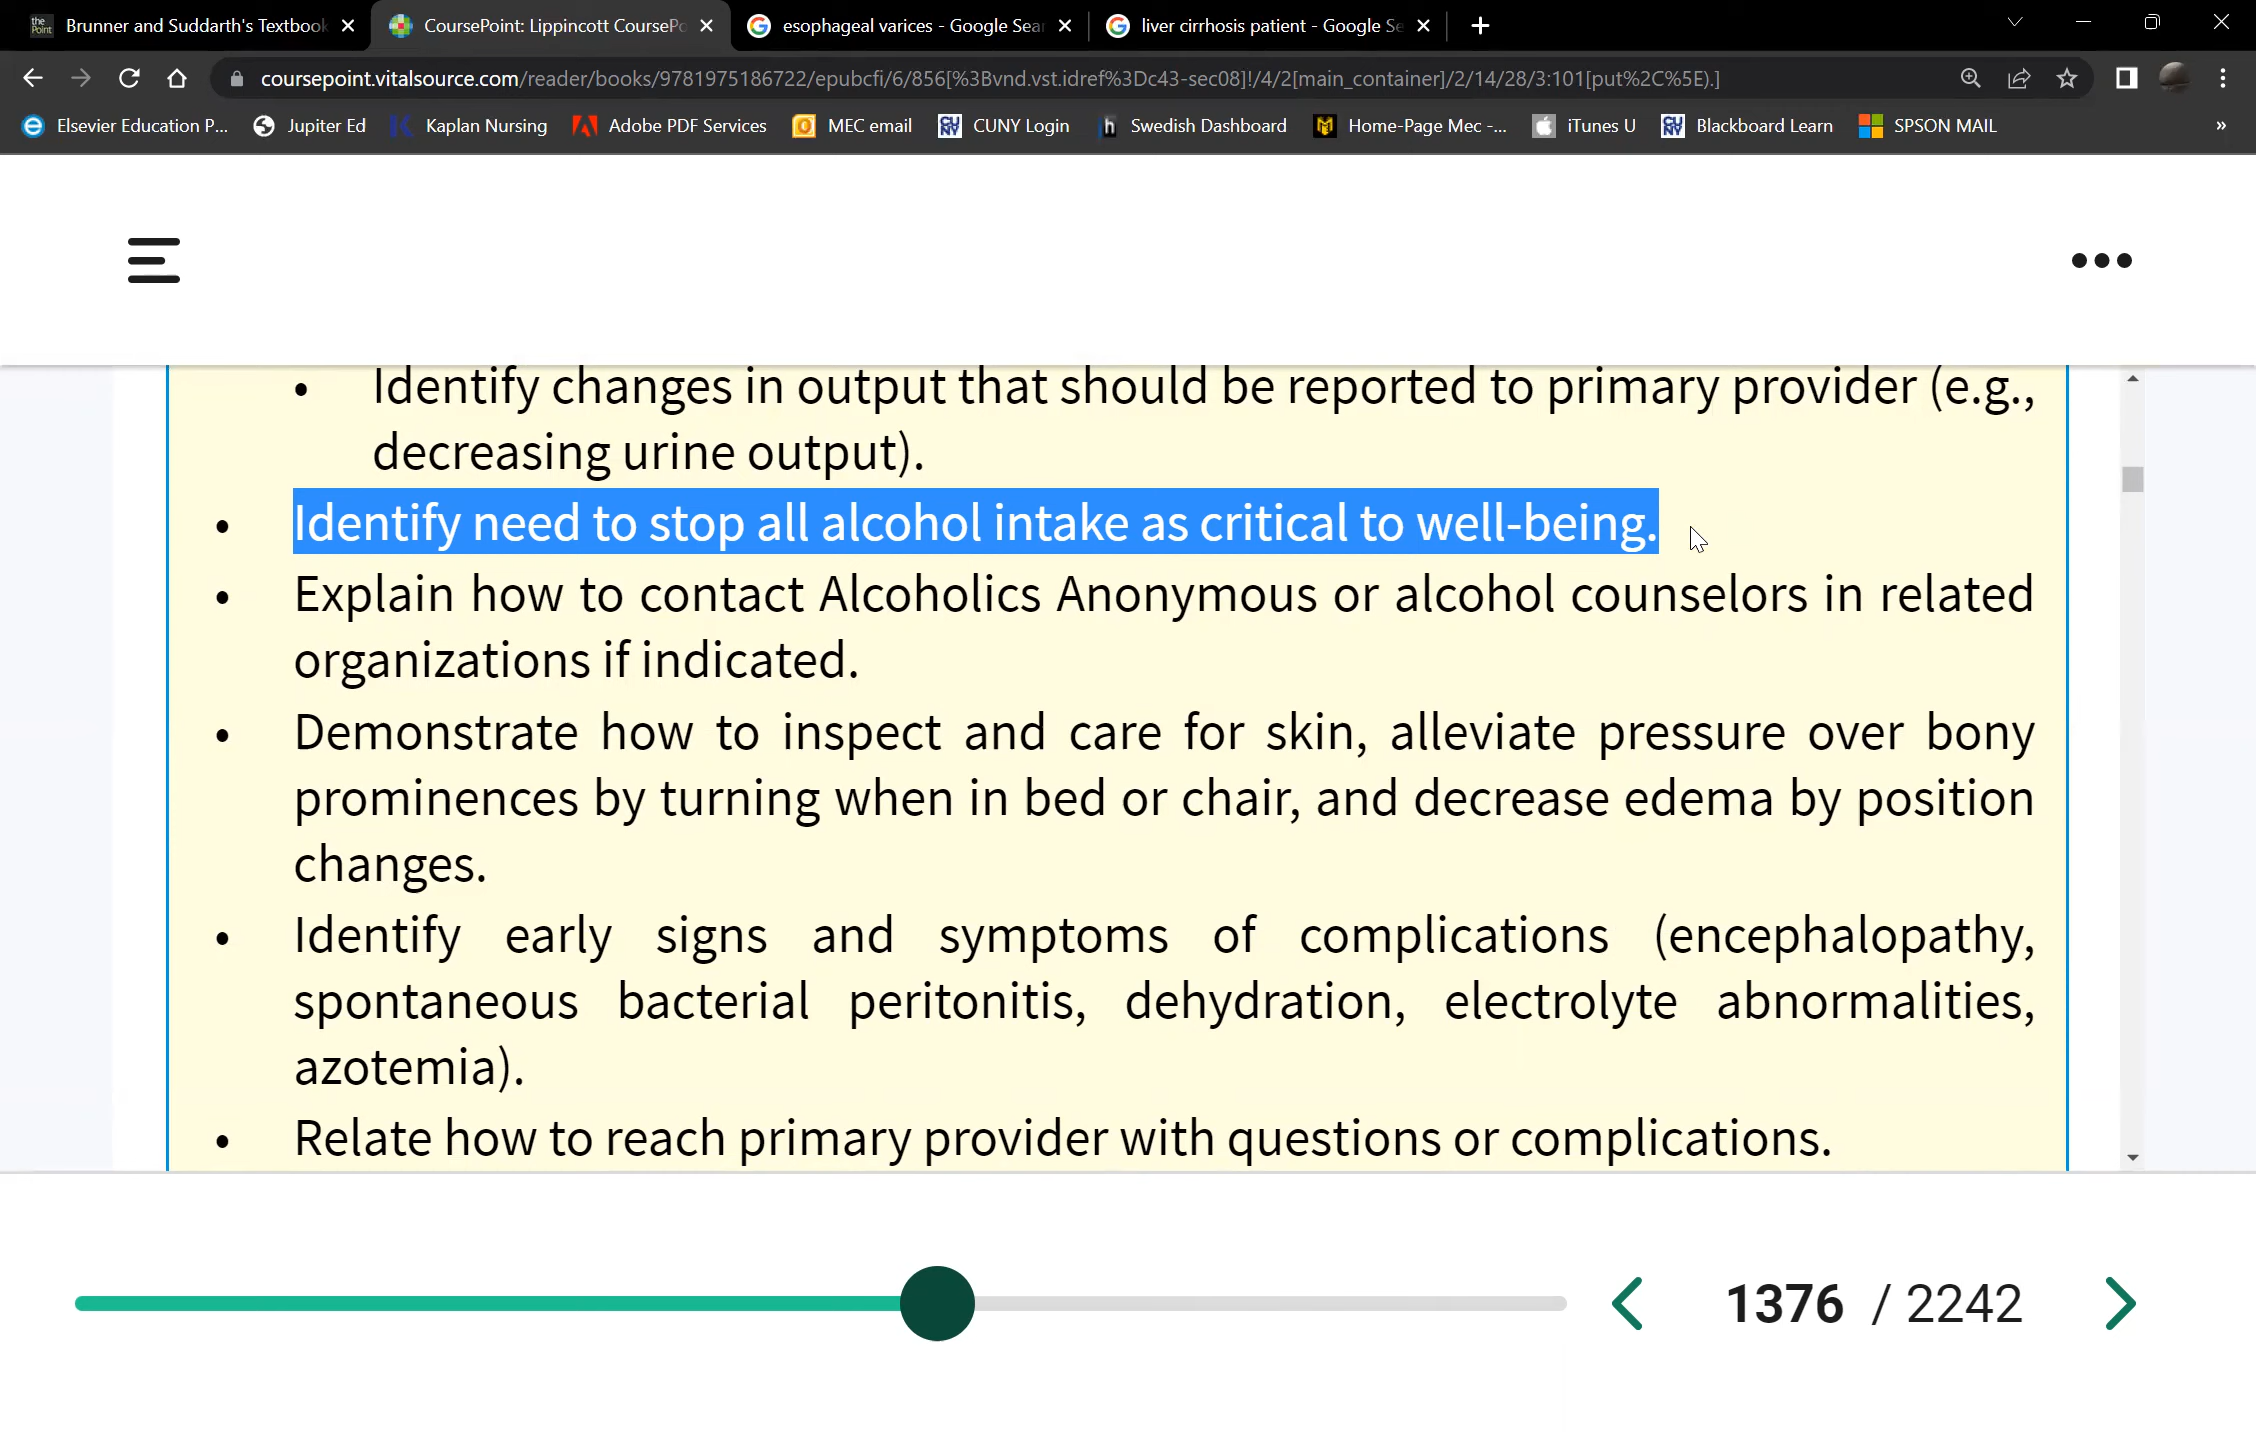 the Point
Brunner and Suddarth's Textbook
CoursePoint: Lippincott CoursePo
esophageal varices - Google Sear
liver cirrhosis patient - Google Se
coursepoint.vitalsource.com/reader/books/9781975186722/epubcfi/6/856[%3Bvnd.vst.idref%3Dc43-sec08]!/4/2[main_container]/2/14/28/3:101[put%2C%5E).]
Elsevier Education P... Jupiter Ed Kaplan Nursing Adobe PDF Services MEC email CUNY Login Swedish Dashboard Home-Page Mec -... iTunes U Blackboard Learn SPSON MAIL »
• Identify changes in output that should be reported to primary provider (e.g.,
decreasing urine output).
• Identify need to stop all alcohol intake as critical to well-being.
• Explain how to contact Alcoholics Anonymous or alcohol counselors in related
organizations if indicated.
• Demonstrate how to inspect and care for skin, alleviate pressure over bony
prominences by turning when in bed or chair, and decrease edema by position
changes.
• Identify early signs and symptoms of complications (encephalopathy,
spontaneous bacterial peritonitis, dehydration, electrolyte abnormalities,
azotemia).
• Relate how to reach primary provider with questions or complications.
1376 / 2242